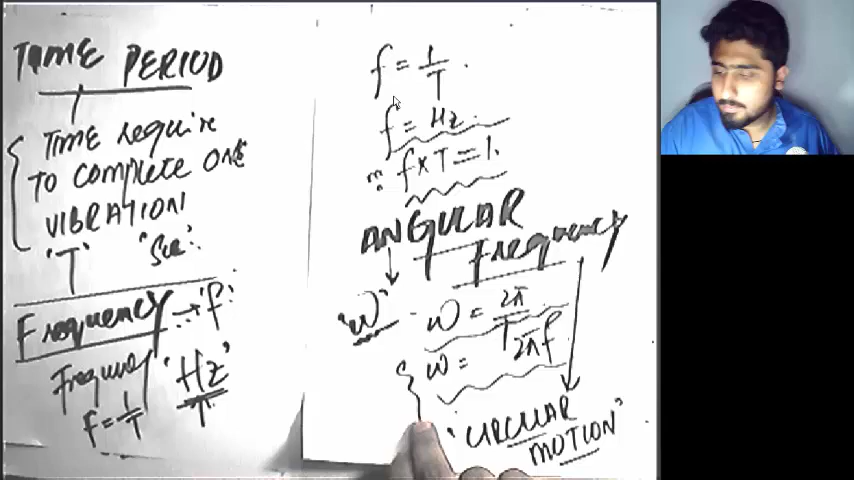 TIME PERIOD
TIME require
To complete ONE
VIBRATION
'T' "Sec"
Frequency → 'f'
Frequency 'Hz'
F = 1/T
f = 1/T
f = Hz
f × T = 1
ANGULAR
Frequency
'ω' ω = 2π/T
ω = 2πf
'CIRCULAR
MOTION'